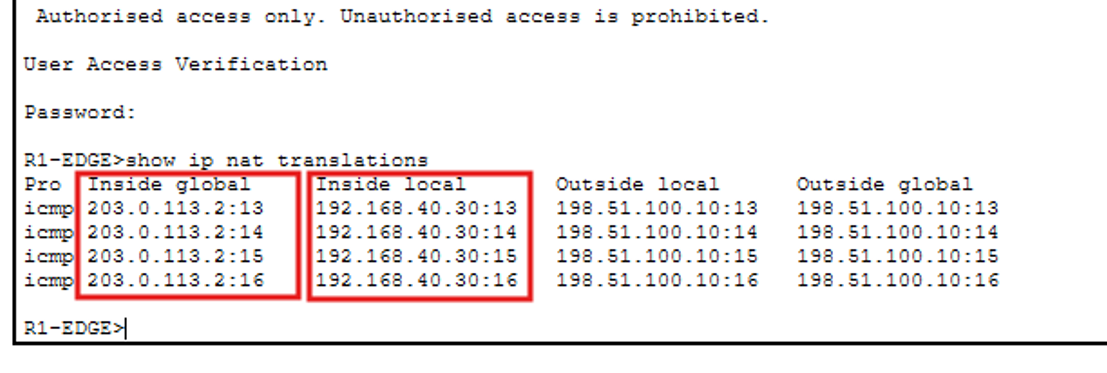 Authorised access only. Unauthorised access is prohibited.
User Access Verification
Password:
R1-EDGE>show ip nat translations
Pro Inside global Inside local Outside local Outside global
icmp 203.0.113.2:13 192.168.40.30:13 198.51.100.10:13 198.51.100.10:13
icmp 203.0.113.2:14 192.168.40.30:14 198.51.100.10:14 198.51.100.10:14
icmp 203.0.113.2:15 192.168.40.30:15 198.51.100.10:15 198.51.100.10:15
icmp 203.0.113.2:16 192.168.40.30:16 198.51.100.10:16 198.51.100.10:16
R1-EDGE>